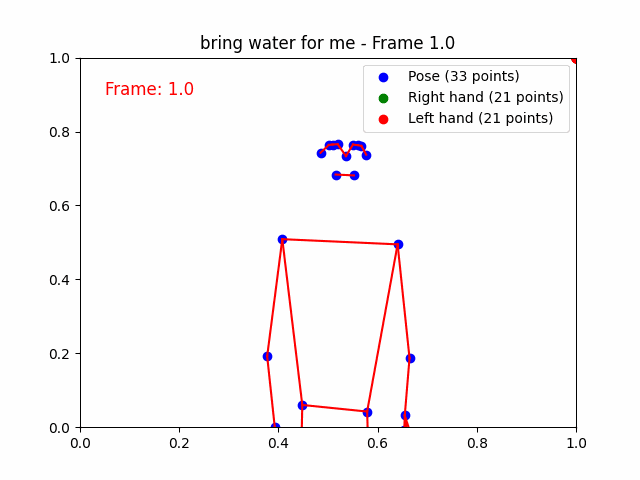 bring water for me - Frame 1.0
Frame: 1.0
Pose (33 points)
Right hand (21 points)
Left hand (21 points)
1.0
0.8
0.6
0.4
0.2
0.0
0.0 0.2 0.4 0.6 0.8 1.0